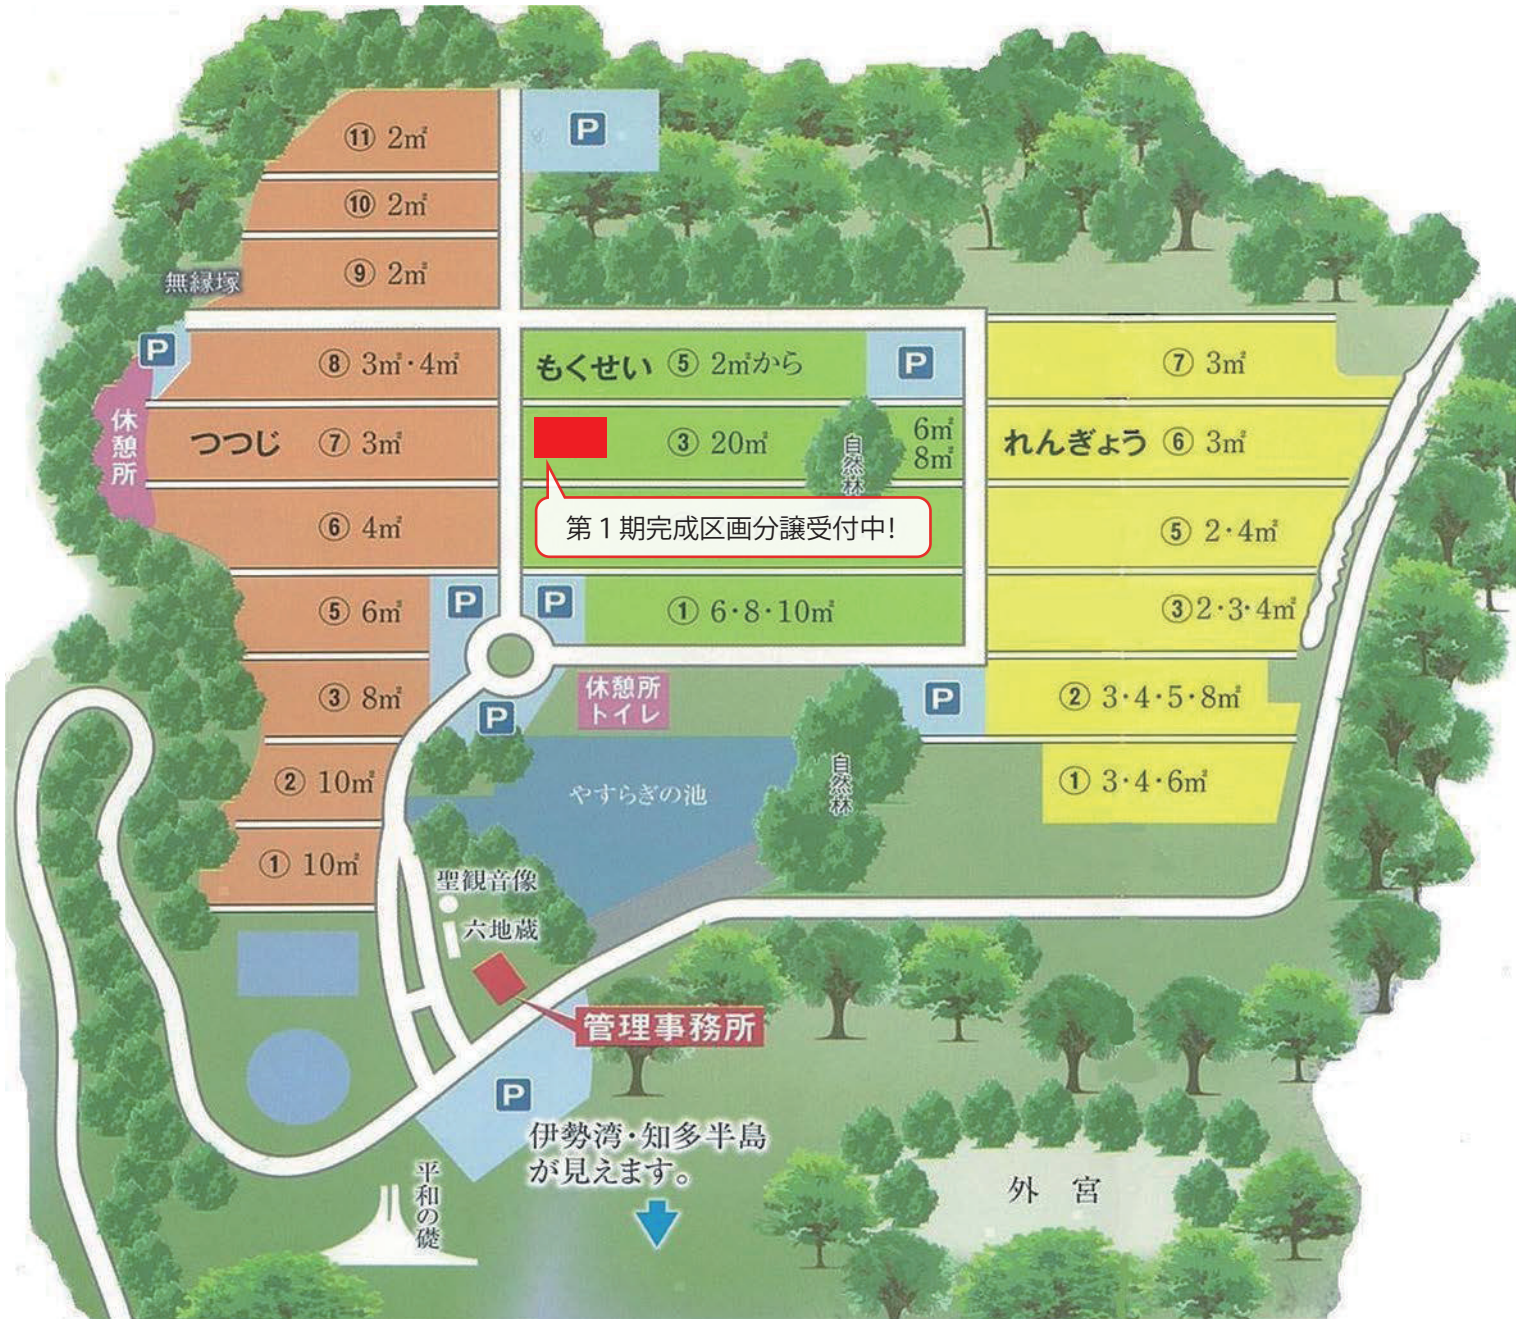 ⑪ 2㎡
P
⑩ 2㎡
⑨ 2㎡
無縁塚
P
⑧ 3㎡・4㎡
もくせい ⑤ 2㎡から
P
⑦ 3㎡
休憩所
つつじ ⑦ 3㎡
③ 20㎡
自然林
6㎡
8㎡
れんぎょう ⑥ 3㎡
⑥ 4㎡
第1期完成区画分譲受付中!
⑤ 2・4㎡
⑤ 6㎡
P
P
① 6・8・10㎡
③ 2・3・4㎡
③ 8㎡
P
休憩所
トイレ
P
② 3・4・5・8㎡
② 10㎡
やすらぎの池
自然林
① 3・4・6㎡
① 10㎡
聖観音像
六地蔵
管理事務所
P
伊勢湾・知多半島
が見えます。
平和の礎
外宮